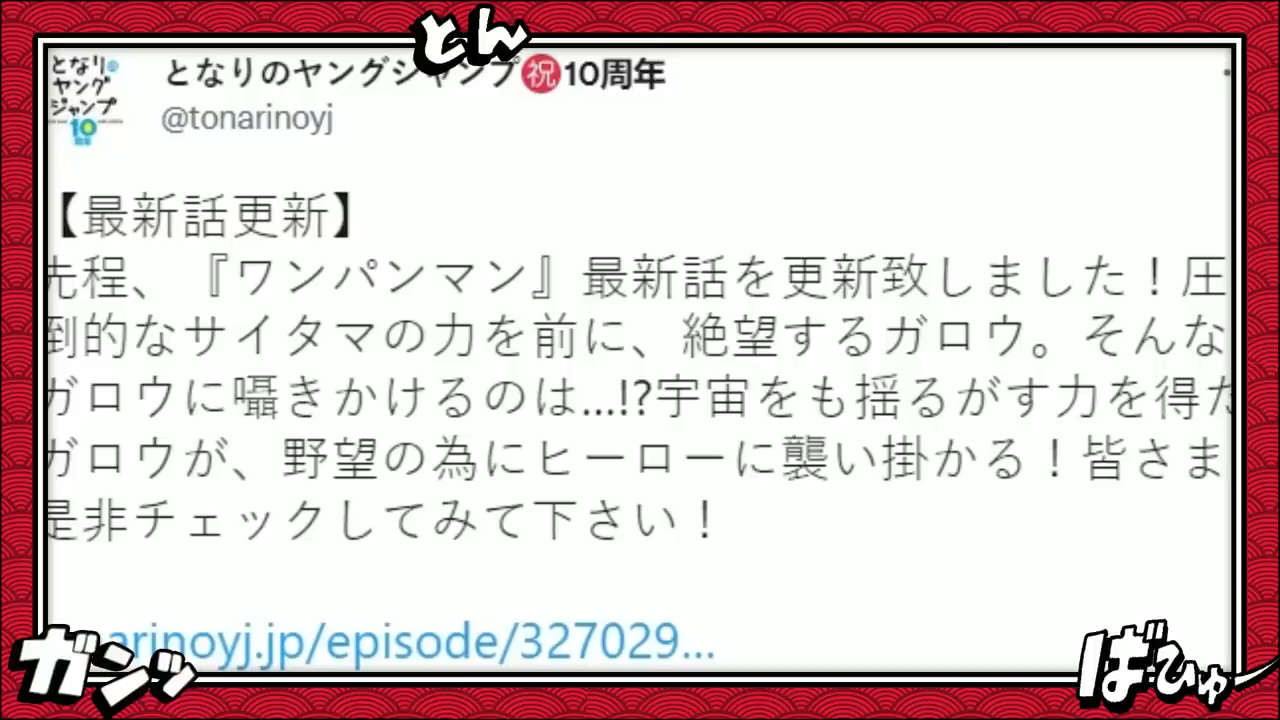 とん
となりの
ヤング
ジャンプ
10
となりのヤングジャンプ㊗10周年
@tonarinoyj
【最新話更新】
先程、『ワンパンマン』最新話を更新致しました！圧
倒的なサイタマの力を前に、絶望するガロウ。そんな
ガロウに囁きかけるのは...!?宇宙をも揺るがす力を得た
ガロウが、野望の為にヒーローに襲い掛かる！皆さま
是非チェックしてみて下さい！
arinoyj.jp/episode/327029...
ガンッ
ばひゅー